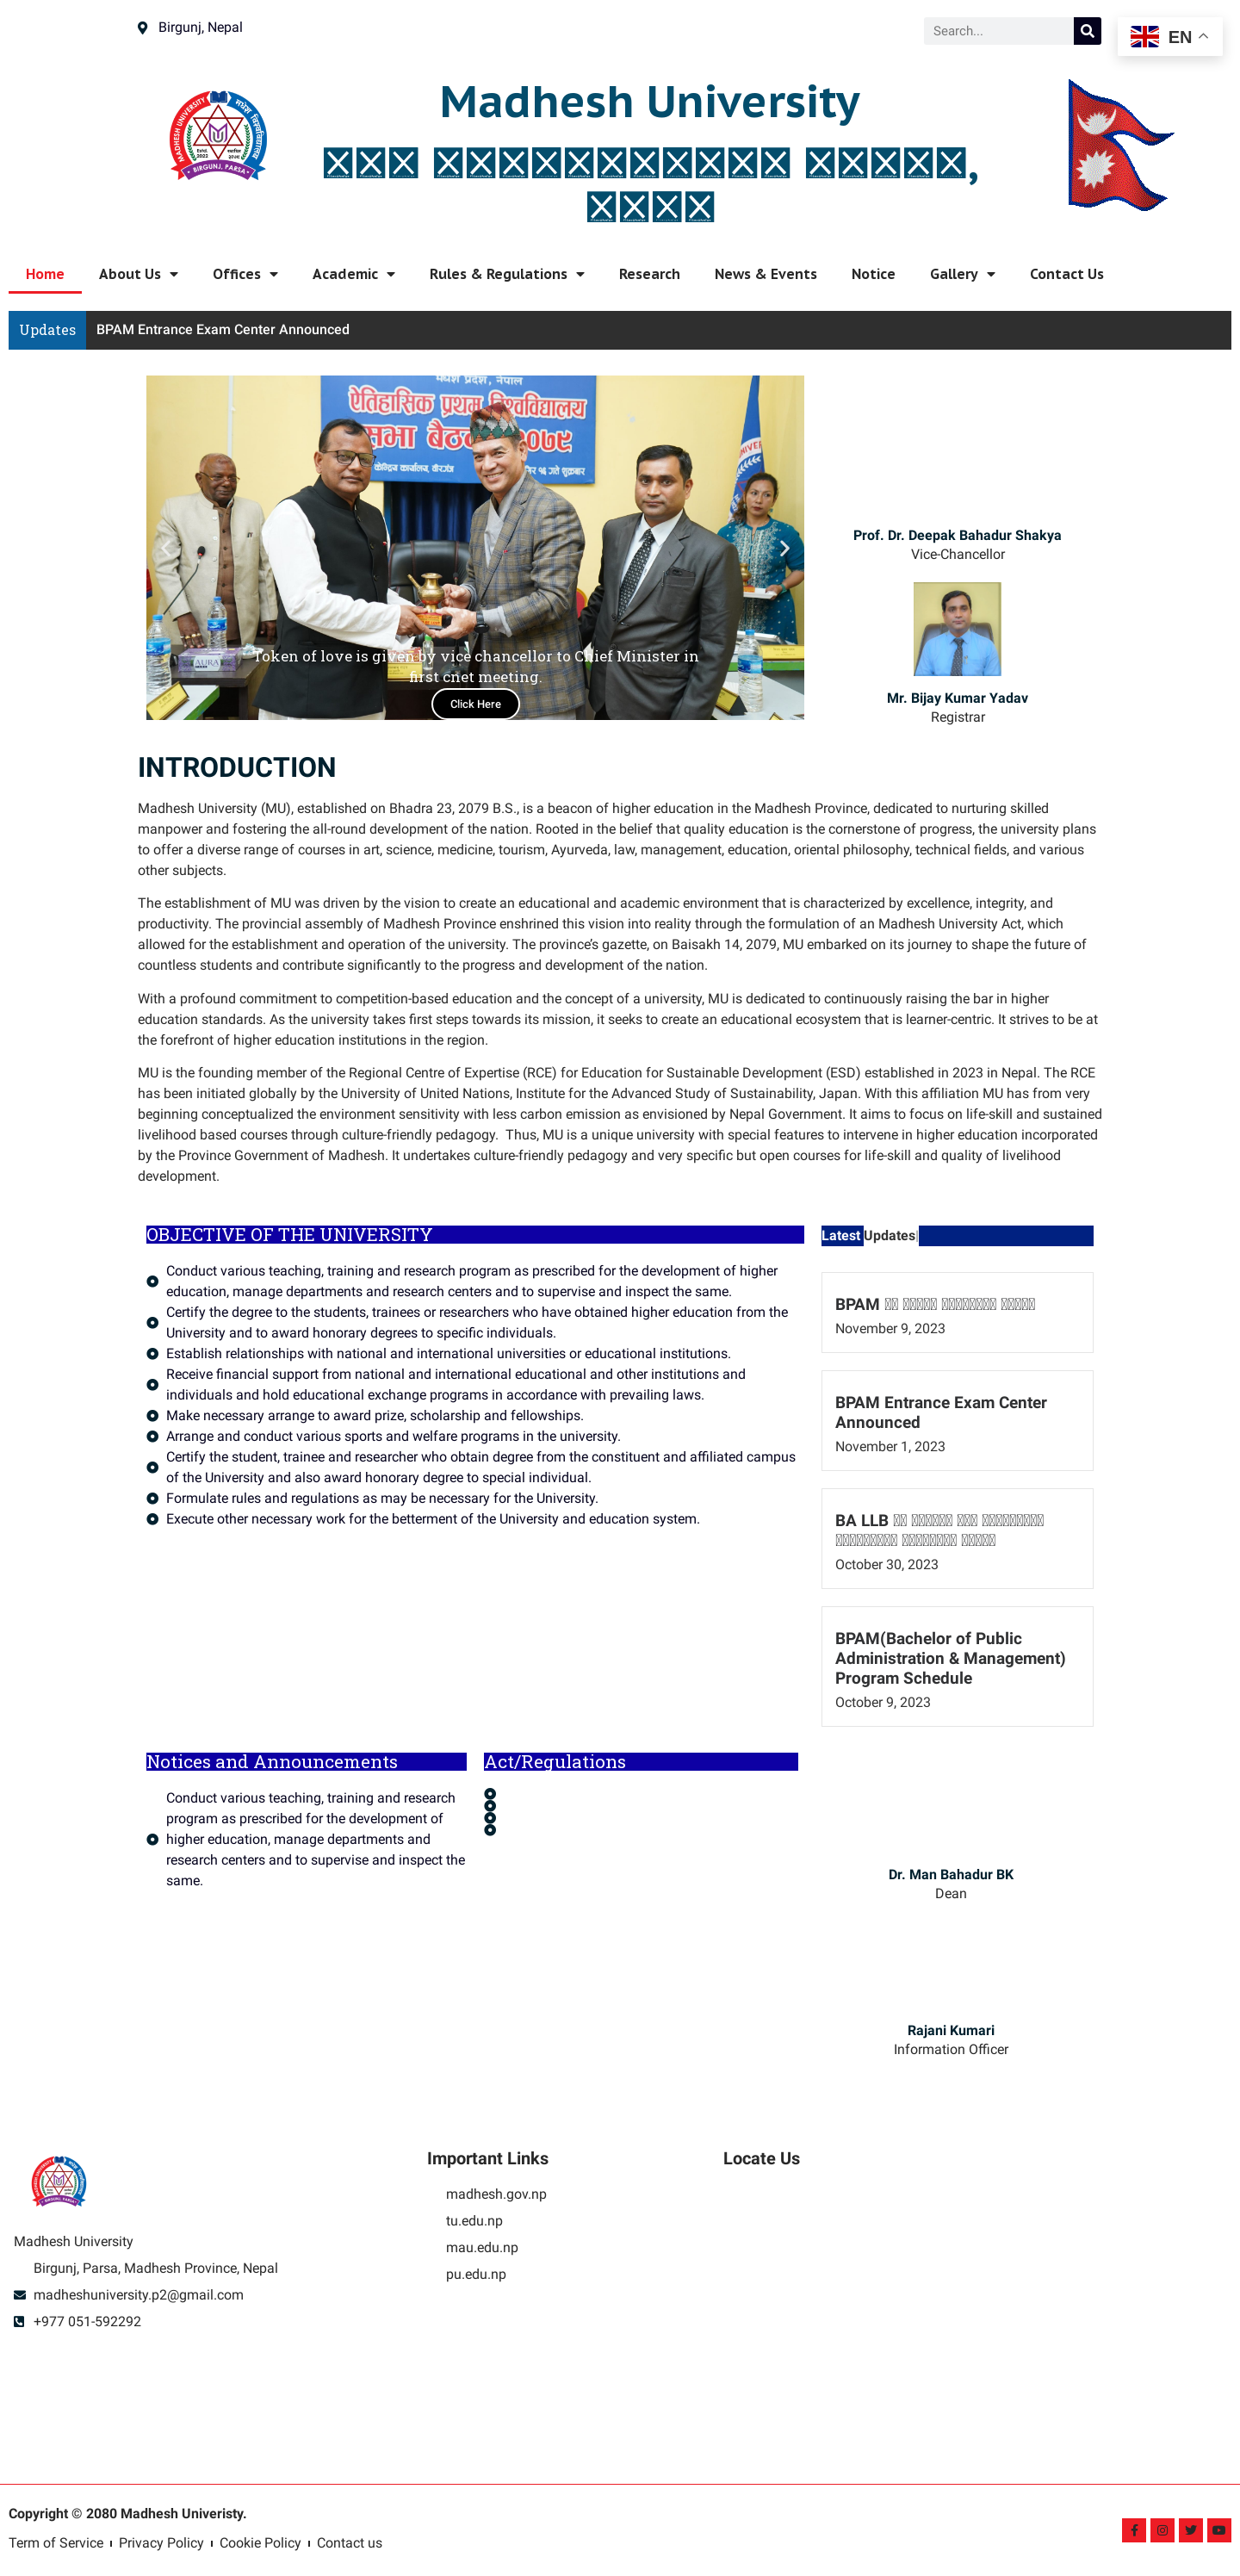 Birgunj, Nepal
Search...
EN
Madhesh University
Home
About Us
Offices
Academic
Rules & Regulations
Research
News & Events
Notice
Gallery
Contact Us
Updates
BPAM Entrance Exam Center Announced
ऐतिहासिक प्रथम विश्वविद्यालय
सभा बैठक २०७९
Token of love is given by vice chancellor to Chief Minister in
first cnet meeting.
Click Here
Prof. Dr. Deepak Bahadur Shakya
Vice-Chancellor
Mr. Bijay Kumar Yadav
Registrar
INTRODUCTION
Madhesh University (MU), established on Bhadra 23, 2079 B.S., is a beacon of higher education in the Madhesh Province, dedicated to nurturing skilled
manpower and fostering the all-round development of the nation. Rooted in the belief that quality education is the cornerstone of progress, the university plans
to offer a diverse range of courses in art, science, medicine, tourism, Ayurveda, law, management, education, oriental philosophy, technical fields, and various
other subjects.
The establishment of MU was driven by the vision to create an educational and academic environment that is characterized by excellence, integrity, and
productivity. The provincial assembly of Madhesh Province enshrined this vision into reality through the formulation of an Madhesh University Act, which
allowed for the establishment and operation of the university. The province's gazette, on Baisakh 14, 2079, MU embarked on its journey to shape the future of
countless students and contribute significantly to the progress and development of the nation.
With a profound commitment to competition-based education and the concept of a university, MU is dedicated to continuously raising the bar in higher
education standards. As the university takes first steps towards its mission, it seeks to create an educational ecosystem that is learner-centric. It strives to be at
the forefront of higher education institutions in the region.
MU is the founding member of the Regional Centre of Expertise (RCE) for Education for Sustainable Development (ESD) established in 2023 in Nepal. The RCE
has been initiated globally by the University of United Nations, Institute for the Advanced Study of Sustainability, Japan. With this affiliation MU has from very
beginning conceptualized the environment sensitivity with less carbon emission as envisioned by Nepal Government. It aims to focus on life-skill and sustained
livelihood based courses through culture-friendly pedagogy.  Thus, MU is a unique university with special features to intervene in higher education incorporated
by the Province Government of Madhesh. It undertakes culture-friendly pedagogy and very specific but open courses for life-skill and quality of livelihood
development.
OBJECTIVE OF THE UNIVERSITY
Conduct various teaching, training and research program as prescribed for the development of higher
education, manage departments and research centers and to supervise and inspect the same.
Certify the degree to the students, trainees or researchers who have obtained higher education from the
University and to award honorary degrees to specific individuals.
Establish relationships with national and international universities or educational institutions.
Receive financial support from national and international educational and other institutions and
individuals and hold educational exchange programs in accordance with prevailing laws.
Make necessary arrange to award prize, scholarship and fellowships.
Arrange and conduct various sports and welfare programs in the university.
Certify the student, trainee and researcher who obtain degree from the constituent and affiliated campus
of the University and also award honorary degree to special individual.
Formulate rules and regulations as may be necessary for the University.
Execute other necessary work for the betterment of the University and education system.
Latest Updates
BPAM
November 9, 2023
BPAM Entrance Exam Center
Announced
November 1, 2023
BA LLB
October 30, 2023
BPAM(Bachelor of Public
Administration & Management)
Program Schedule
October 9, 2023
Notices and Announcements
Conduct various teaching, training and research
program as prescribed for the development of
higher education, manage departments and
research centers and to supervise and inspect the
same.
Act/Regulations
Dr. Man Bahadur BK
Dean
Rajani Kumari
Information Officer
Madhesh University
Birgunj, Parsa, Madhesh Province, Nepal
madheshuniversity.p2@gmail.com
+977 051-592292
Important Links
madhesh.gov.np
tu.edu.np
mau.edu.np
pu.edu.np
Locate Us
Copyright © 2080 Madhesh Univeristy.
Term of Service
Privacy Policy
Cookie Policy
Contact us